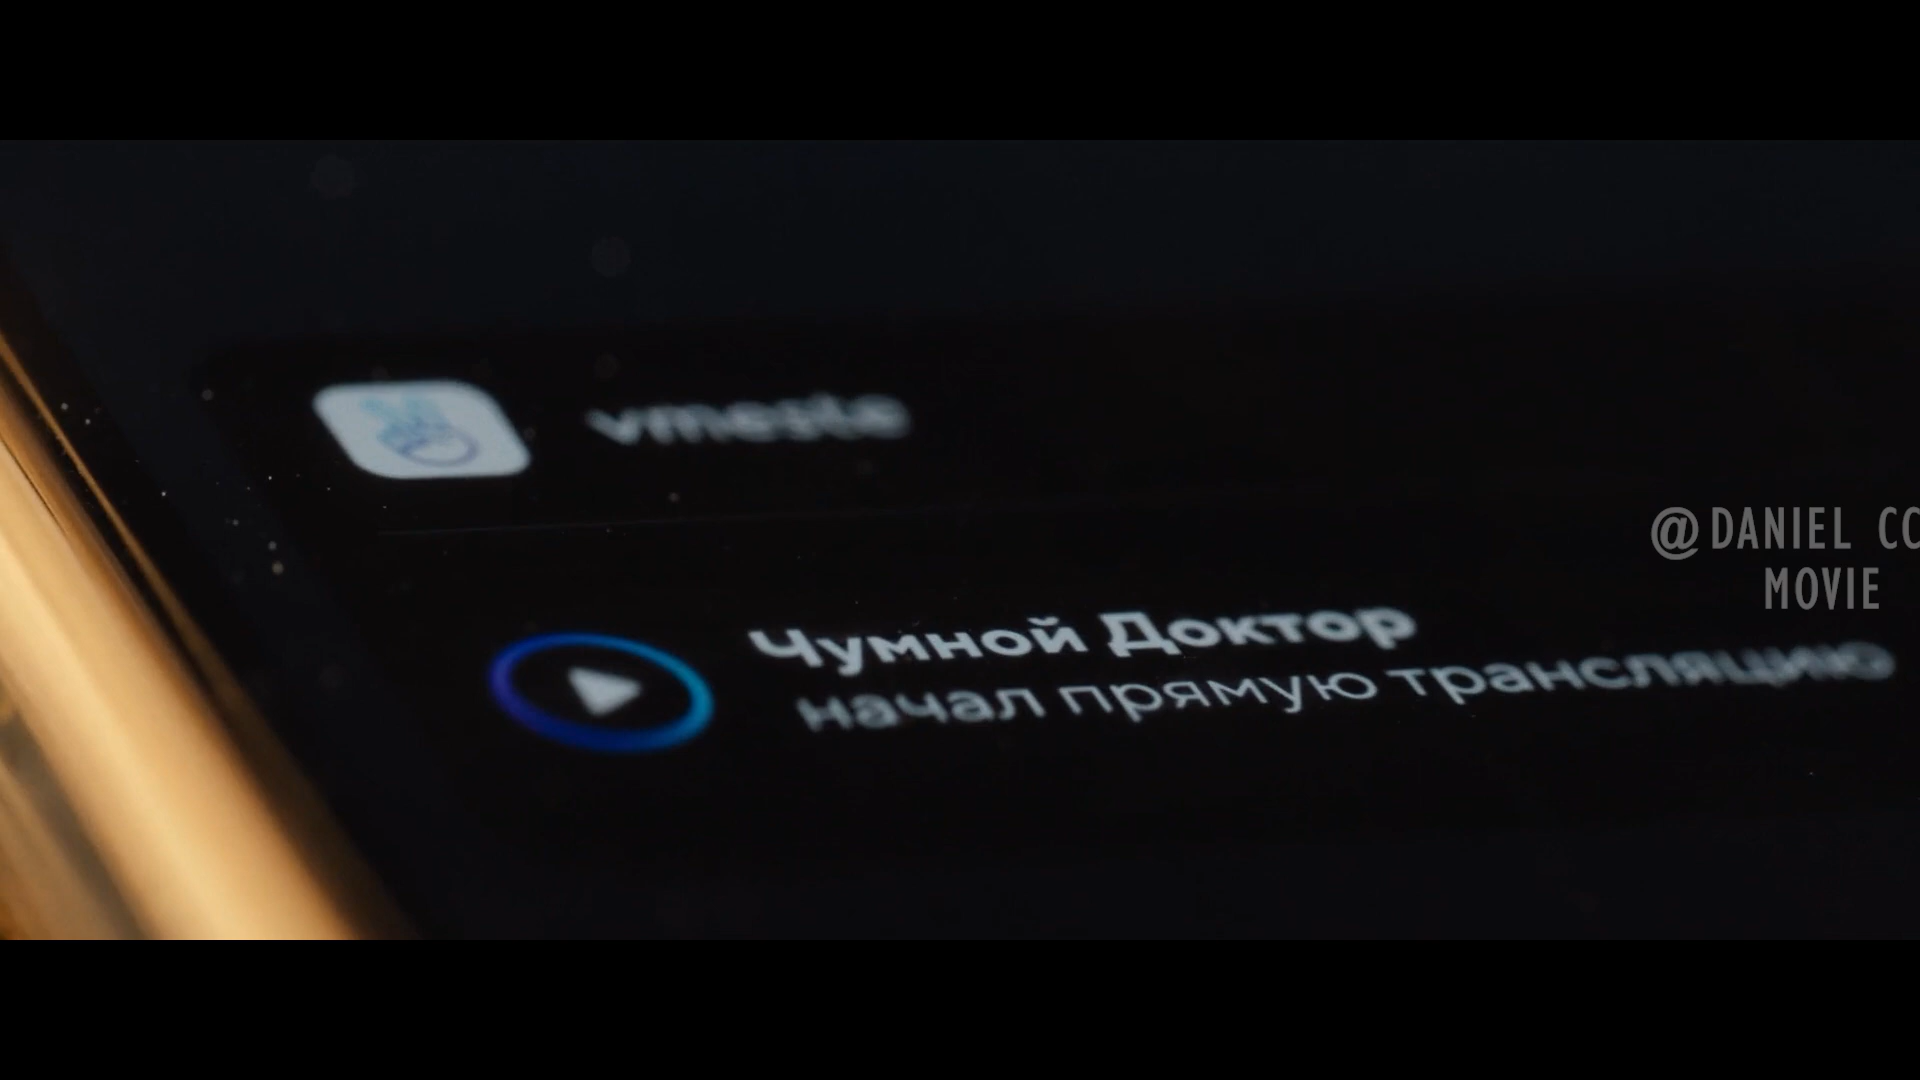 vmeste
Чумной Доктор
начал прямую трансляцию
@DANIEL CC
MOVIE